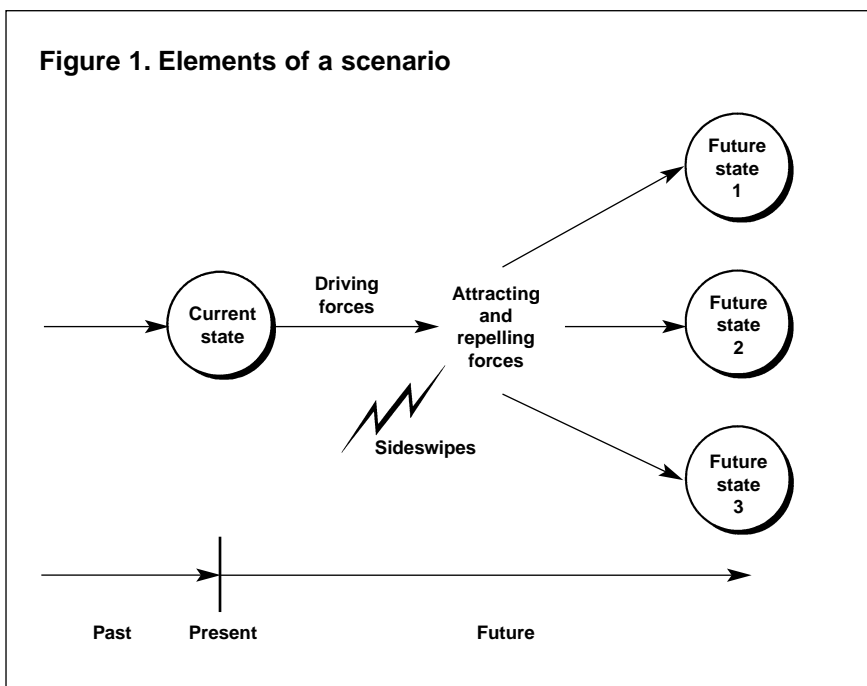 Figure 1. Elements of a scenario
Future
state
1
Driving
forces
Current
state
Attracting
and
repelling
forces
Future
state
2
Sideswipes
Future
state
3
Past
Present
Future